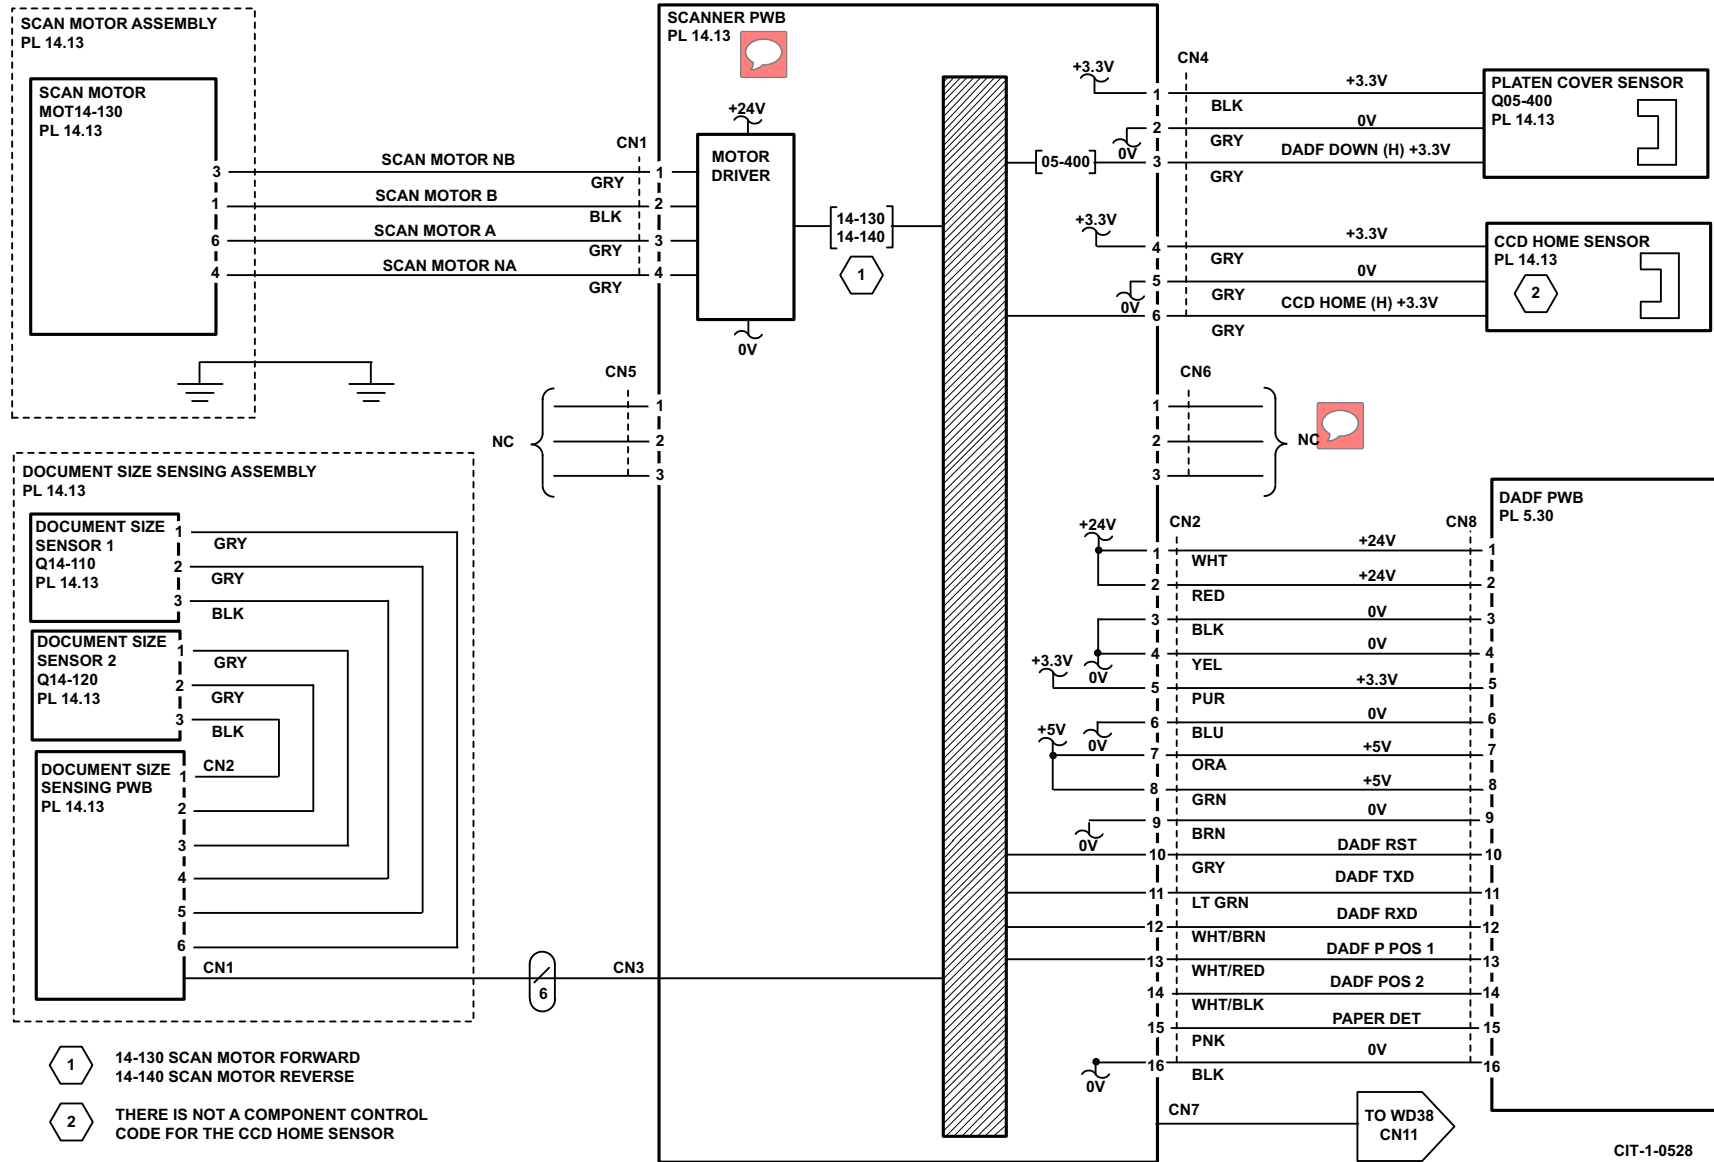 SCAN MOTOR ASSEMBLY
PL 14.13
SCAN MOTOR
MOT14-130
PL 14.13
3
1
6
4
SCAN MOTOR NB
GRY
SCAN MOTOR B
BLK
SCAN MOTOR A
GRY
SCAN MOTOR NA
GRY
CN1
1
2
3
4
SCANNER PWB
PL 14.13
+24V
MOTOR
DRIVER
0V
14-130
14-140
1
CN5
NC
1
2
3
05-400
CN4
+3.3V
1
+3.3V
BLK
0V
2
0V
GRY
3
DADF DOWN (H) +3.3V
GRY
PLATEN COVER SENSOR
Q05-400
PL 14.13
+3.3V
4
+3.3V
GRY
0V
5
0V
GRY
6
CCD HOME (H) +3.3V
GRY
CCD HOME SENSOR
PL 14.13
2
CN6
1
2
3
NC
DOCUMENT SIZE SENSING ASSEMBLY
PL 14.13
DOCUMENT SIZE
SENSOR 1
Q14-110
PL 14.13
1
GRY
2
GRY
3
BLK
DOCUMENT SIZE
SENSOR 2
Q14-120
PL 14.13
1
GRY
2
GRY
3
BLK
DOCUMENT SIZE
SENSING PWB
PL 14.13
CN2
1
2
3
4
5
6
CN1
6
CN3
DADF PWB
PL 5.30
CN2
CN8
+24V
1
WHT
+24V
1
2
RED
+24V
2
3
BLK
0V
3
0V
4
YEL
0V
4
+3.3V
5
PUR
+3.3V
5
0V
6
BLU
0V
6
+5V
7
ORA
+5V
7
8
GRN
+5V
8
0V
9
BRN
0V
9
10
GRY
DADF RST
10
11
LT GRN
DADF TXD
11
12
WHT/BRN
DADF RXD
12
13
WHT/RED
DADF P POS 1
13
14
WHT/BLK
DADF POS 2
14
15
PNK
PAPER DET
15
0V
16
BLK
0V
16
CN7
TO WD38
CN11
1
14-130 SCAN MOTOR FORWARD
14-140 SCAN MOTOR REVERSE
2
THERE IS NOT A COMPONENT CONTROL
CODE FOR THE CCD HOME SENSOR
CIT-1-0528